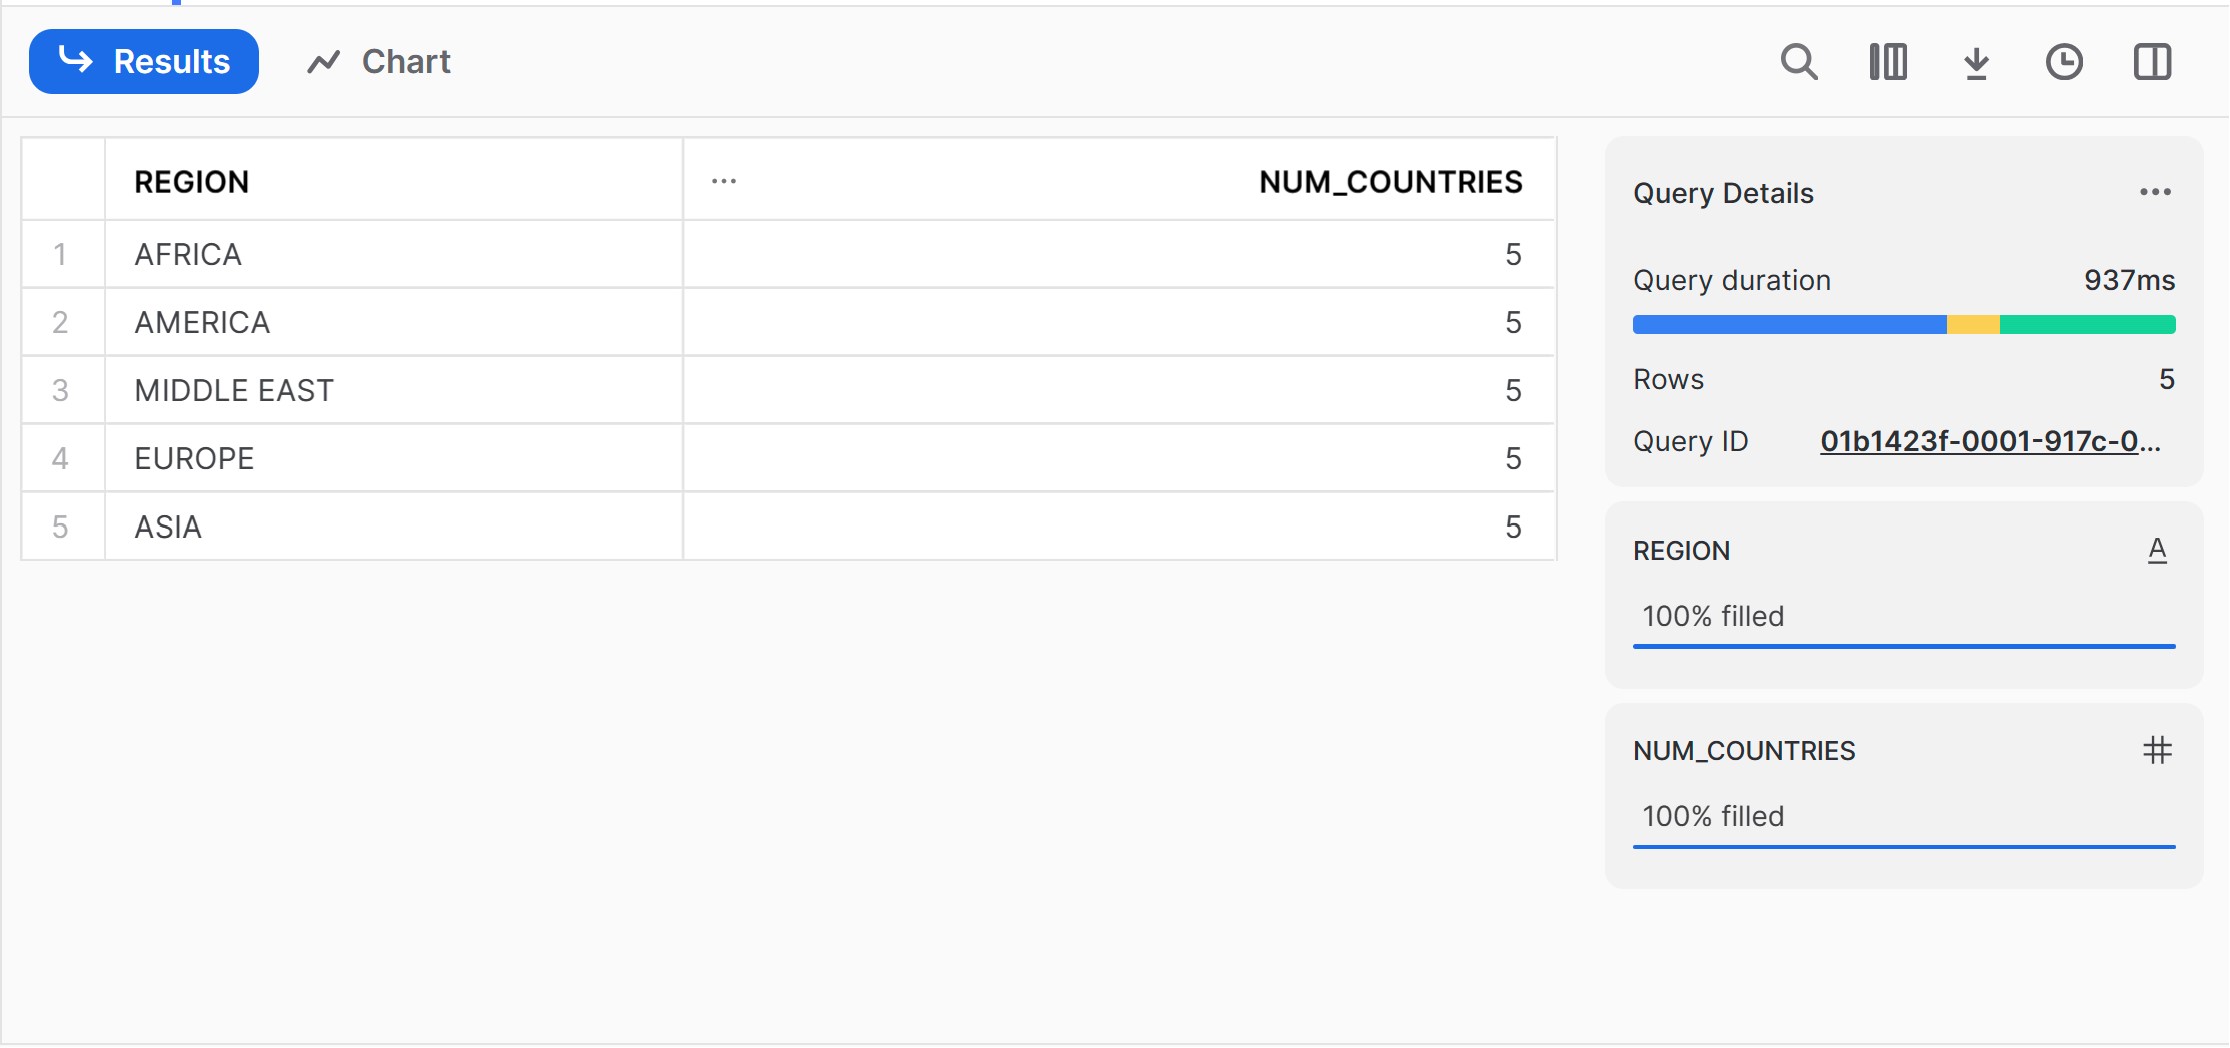 Results Chart
REGION ... NUM_COUNTRIES
1 AFRICA 5
2 AMERICA 5
3 MIDDLE EAST 5
4 EUROPE 5
5 ASIA 5
Query Details ...
Query duration 937ms
Rows 5
Query ID 01b1423f-0001-917c-0...
REGION A
100% filled
NUM_COUNTRIES #
100% filled